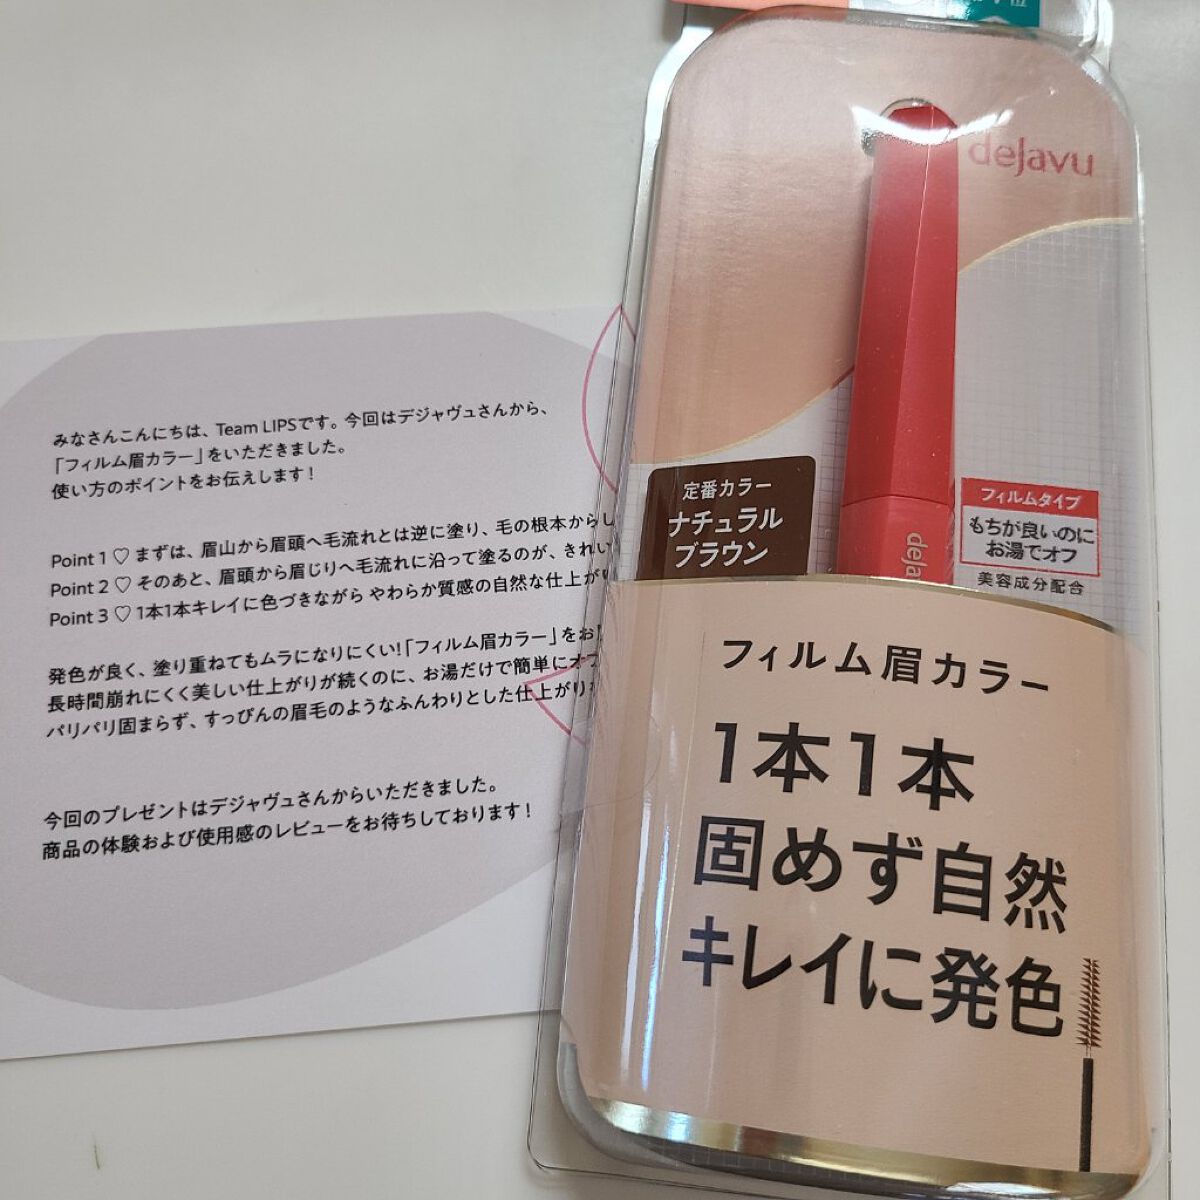 みなさんこんにちは、Team LIPSです。今回はデジャヴュさんから、
「フィルム眉カラー」をいただきました。
使い方のポイントをお伝えします！
Point 1 ♡ まずは、眉山から眉頭へ毛流れとは逆に塗り、毛の根本からし
Point 2 ♡ そのあと、眉頭から眉じりへ毛流れに沿って塗るのが、きれい
Point 3 ♡ 1本1本キレイに色づきながら やわらか質感の自然な仕上が
発色が良く、塗り重ねてもムラになりにくい！「フィルム眉カラー」をお
長時間崩れにくく美しい仕上がりが続くのに、お湯だけで簡単にオフ
パリパリ固まらず、すっぴんの眉毛のようなふんわりとした仕上がり
今回のプレゼントはデジャヴュさんからいただきました。
商品の体験および使用感のレビューをお待ちしております！
dejavu
定番カラー
ナチュラル
ブラウン
deja
フィルムタイプ
もちが良いのに
お湯でオフ
美容成分配合
フィルム眉カラー
1本1本
固めず自然
キレイに発色